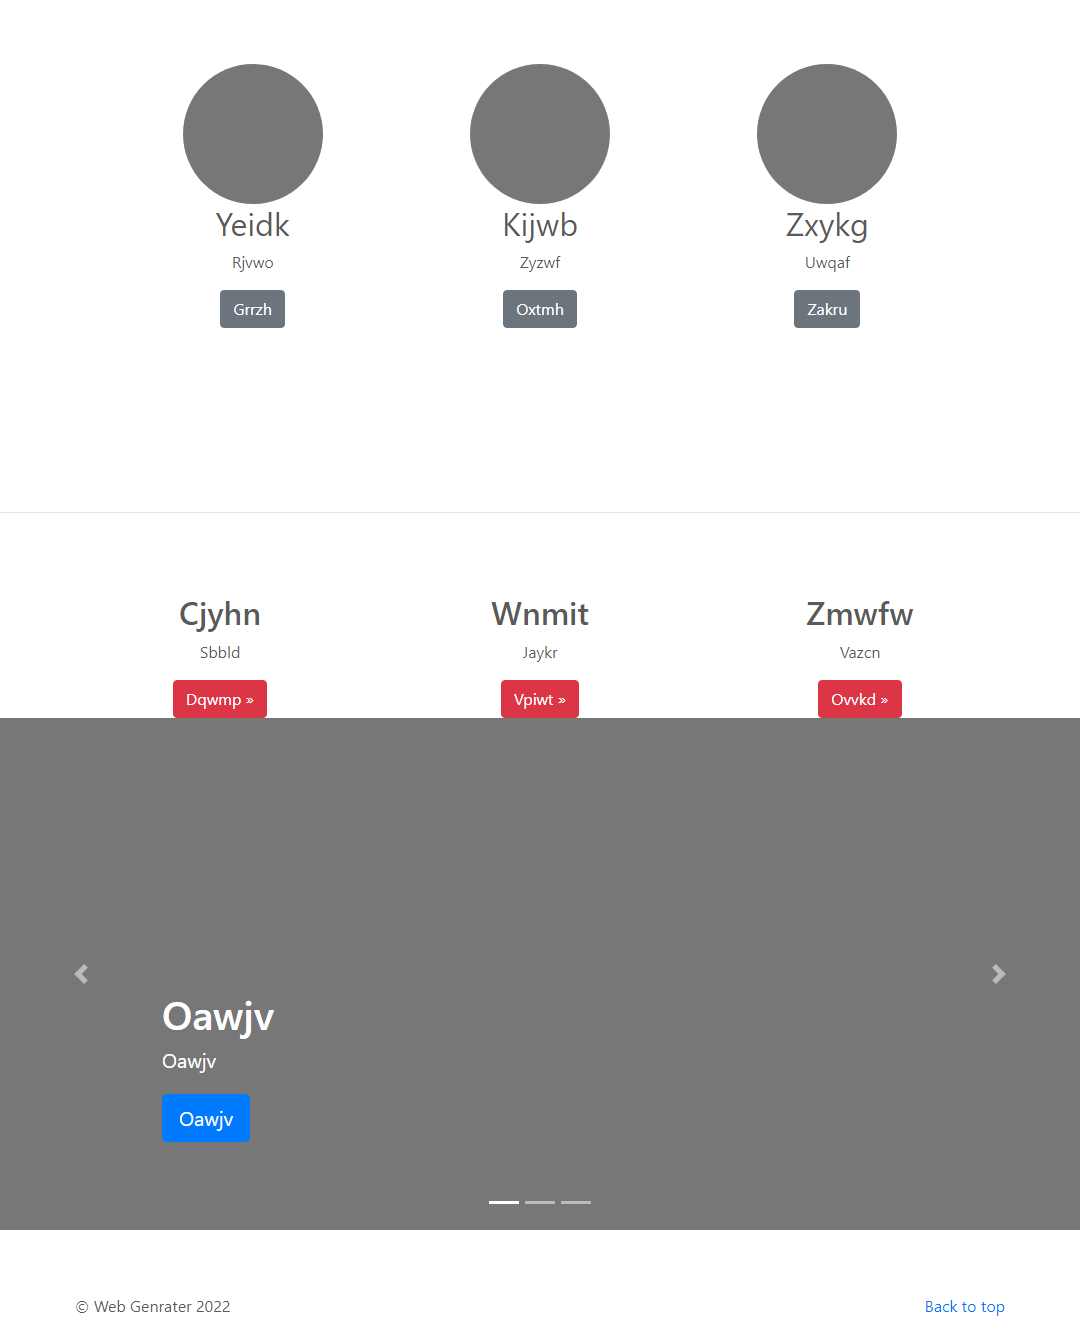 Yeidk
Kijwb
Zxykg
Rjvwo
Zyzwf
Uwqaf
Grrzh
Oxtmh
Zakru
Cjyhn
Wnmit
Zmwfw
Sbbld
Jaykr
Vazcn
Dqwmp »
Vpiwt »
Ovvkd »
Oawjv
Oawjv
Oawjv
© Web Genrater 2022
Back to top